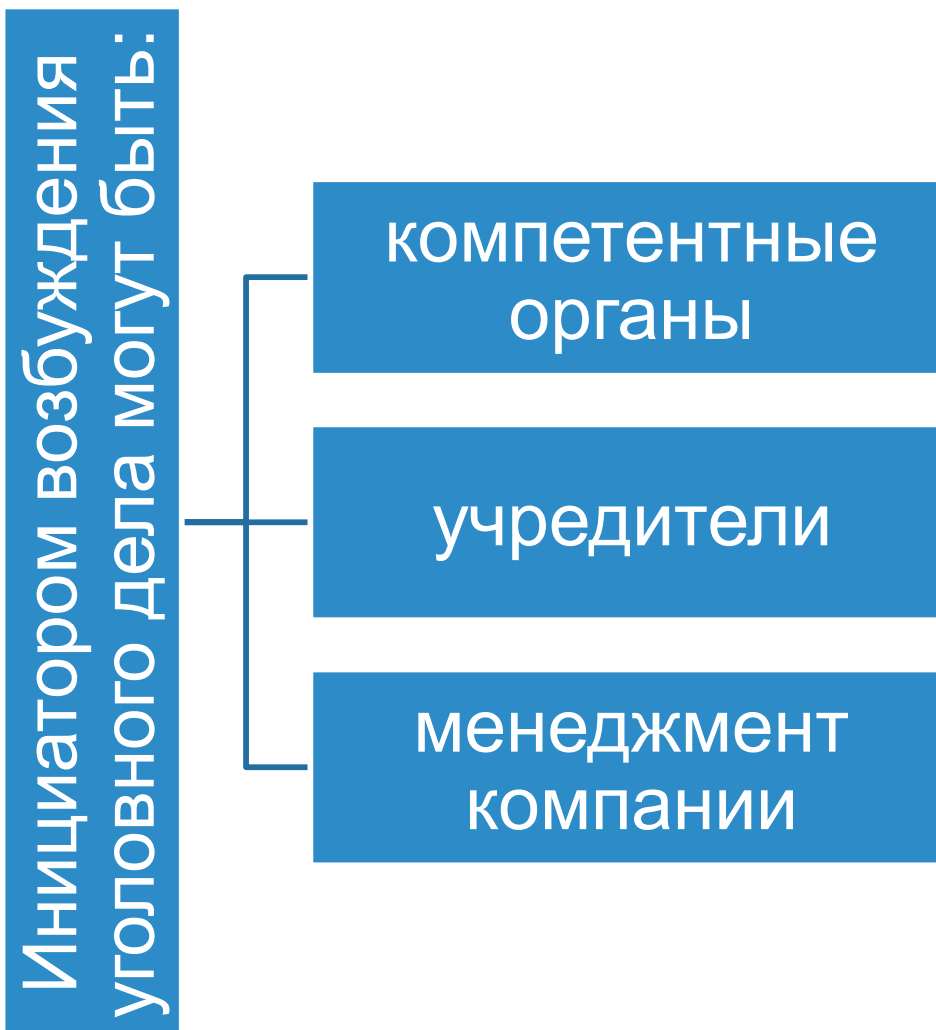 Инициатором возбуждения
уголовного дела могут быть:
компетентные
органы
учредители
менеджмент
компании